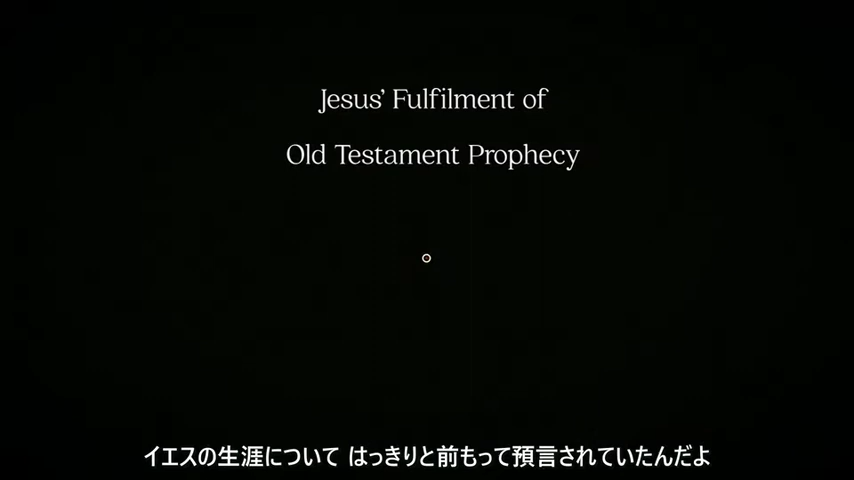 Jesus’ Fulfilment of
Old Testament Prophecy
イエスの生涯について はっきりと前もって預言されていたんだよ